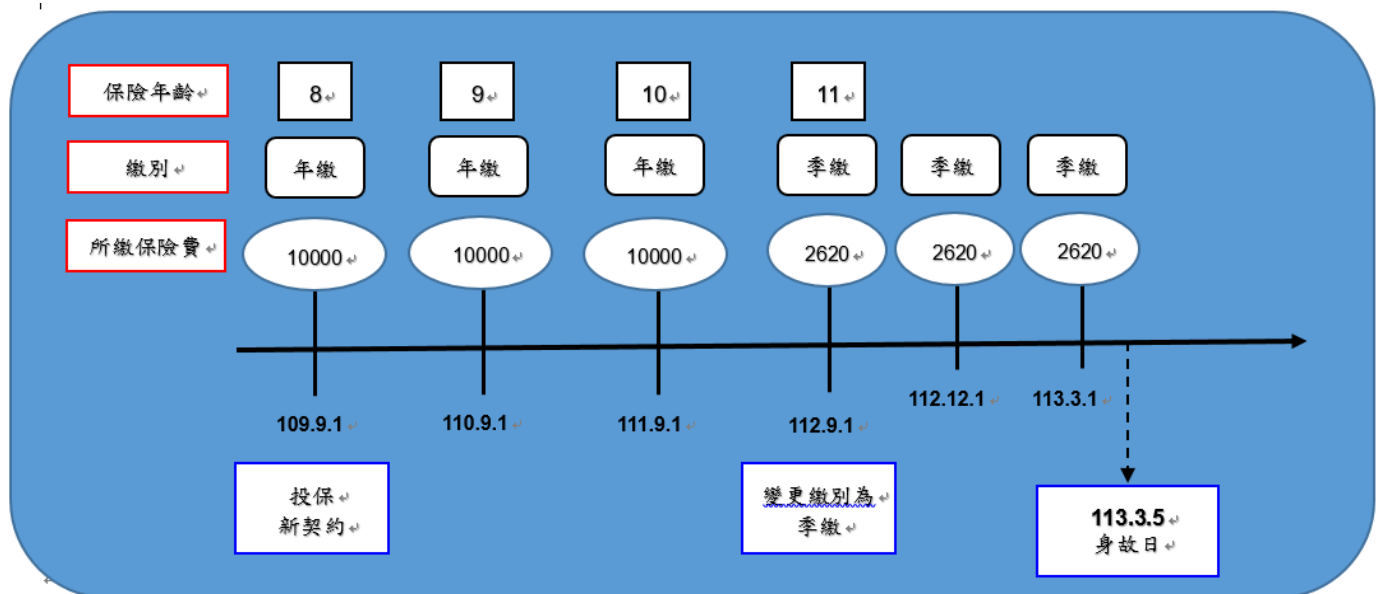 保險年齡
8
9
10
11
繳別
年繳
年繳
年繳
季繳
季繳
季繳
所繳保險費
10000
10000
10000
2620
2620
2620
109.9.1
110.9.1
111.9.1
112.9.1
112.12.1
113.3.1
投保
新契約
變更繳別為
季繳
113.3.5
身故日